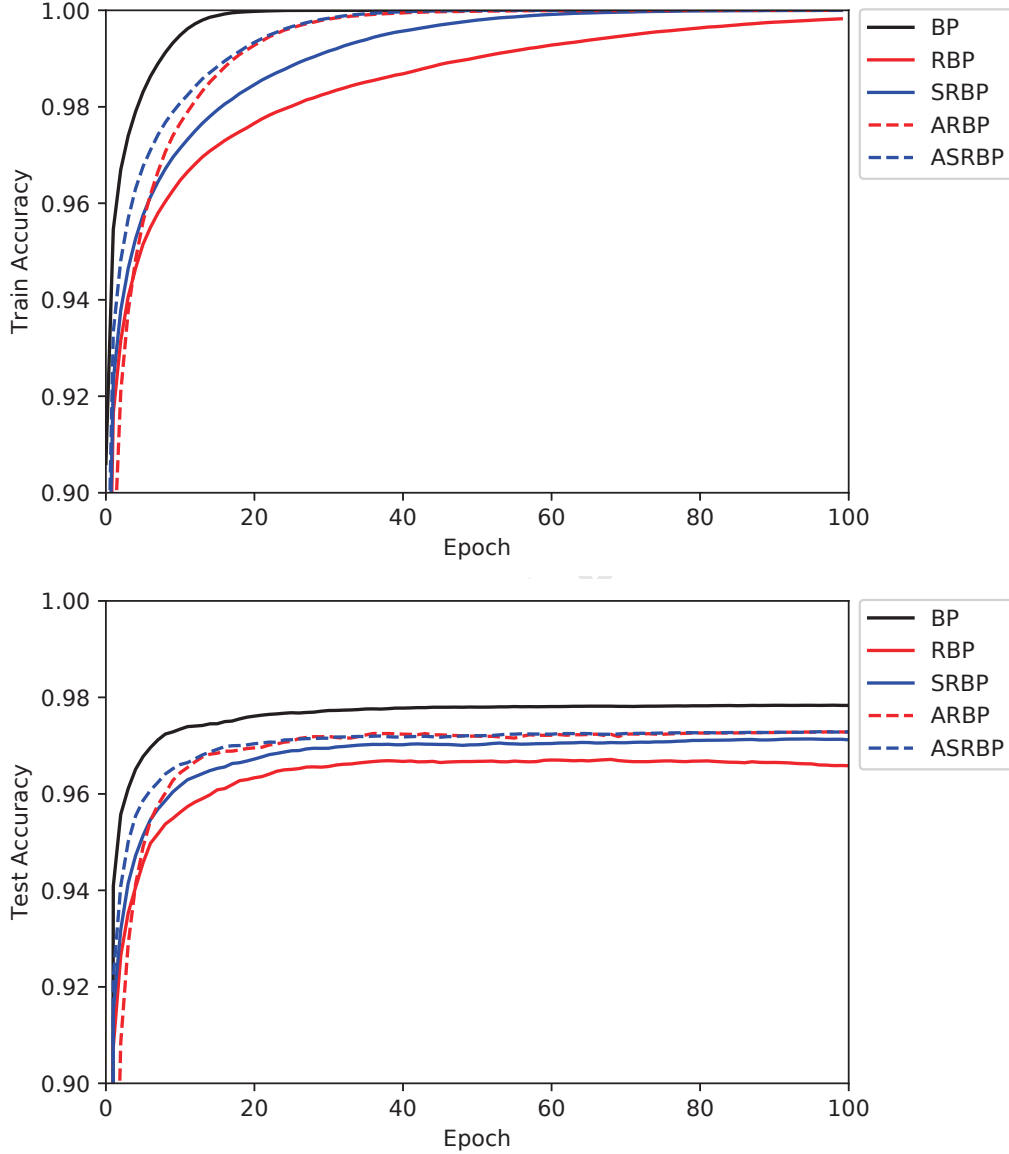 1.00
0.98
0.96
0.94
0.92
0.90
Train Accuracy
0 20 40 60 80 100
Epoch
BP
RBP
SRBP
ARBP
ASRBP
1.00
0.98
0.96
0.94
0.92
0.90
Test Accuracy
0 20 40 60 80 100
Epoch
BP
RBP
SRBP
ARBP
ASRBP